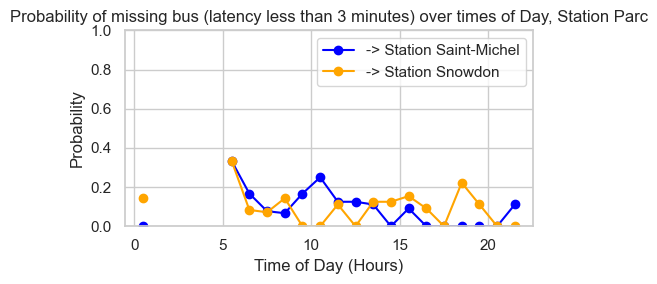 Probability of missing bus (latency less than 3 minutes) over times of Day, Station Parc
1.0
0.8
0.6
0.4
0.2
0.0
Probability
-> Station Saint-Michel
-> Station Snowdon
0 5 10 15 20
Time of Day (Hours)